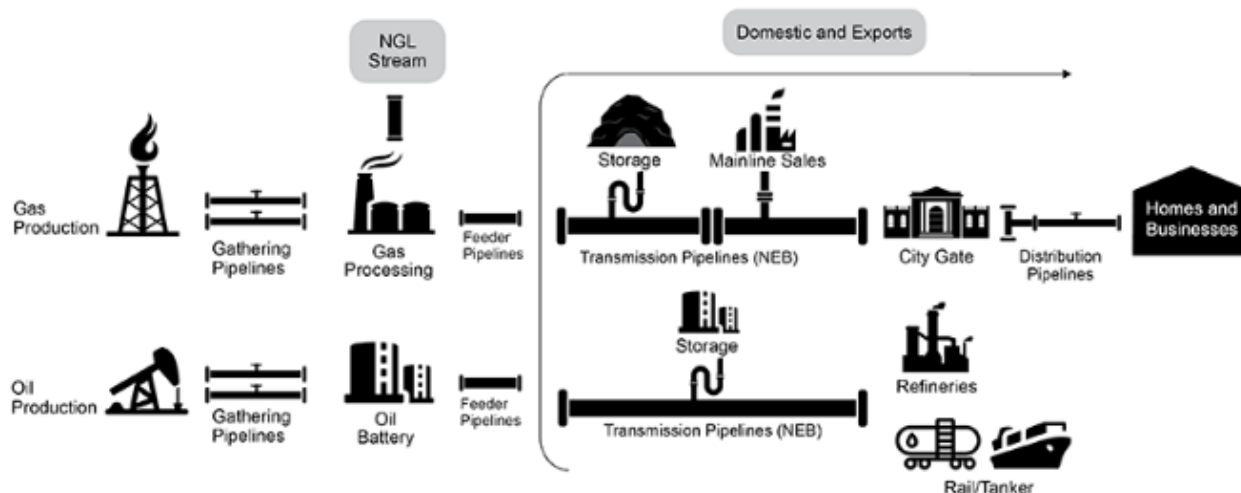 NGL
Stream
Domestic and Exports
Storage
Mainline Sales
Gas
Production
Gathering
Pipelines
Gas
Processing
Feeder
Pipelines
Transmission Pipelines (NEB)
City Gate
Distribution
Pipelines
Homes and
Businesses
Storage
Oil
Production
Gathering
Pipelines
Oil
Battery
Feeder
Pipelines
Transmission Pipelines (NEB)
Refineries
Rail/Tanker